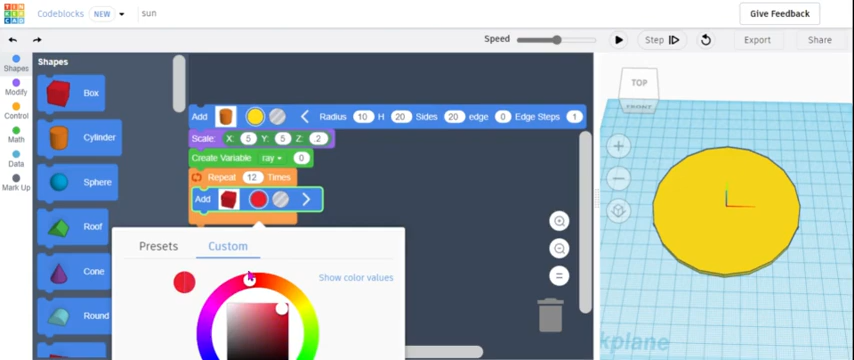 TIN
KER
CAD
Codeblocks NEW
sun
Give Feedback
Speed
Step
Export
Share
Shapes
Modify
Control
Math
Data
Mark Up
Shapes
Box
Cylinder
Sphere
Roof
Cone
Round
Add Radius 10 H 20 Sides 20 edge 0 Edge Steps 1
Scale: X: 5 Y: 5 Z: .2
Create Variable ray 0
Repeat 12 Times
Add
Presets Custom
Show color values
TOP
FRONT
kplane